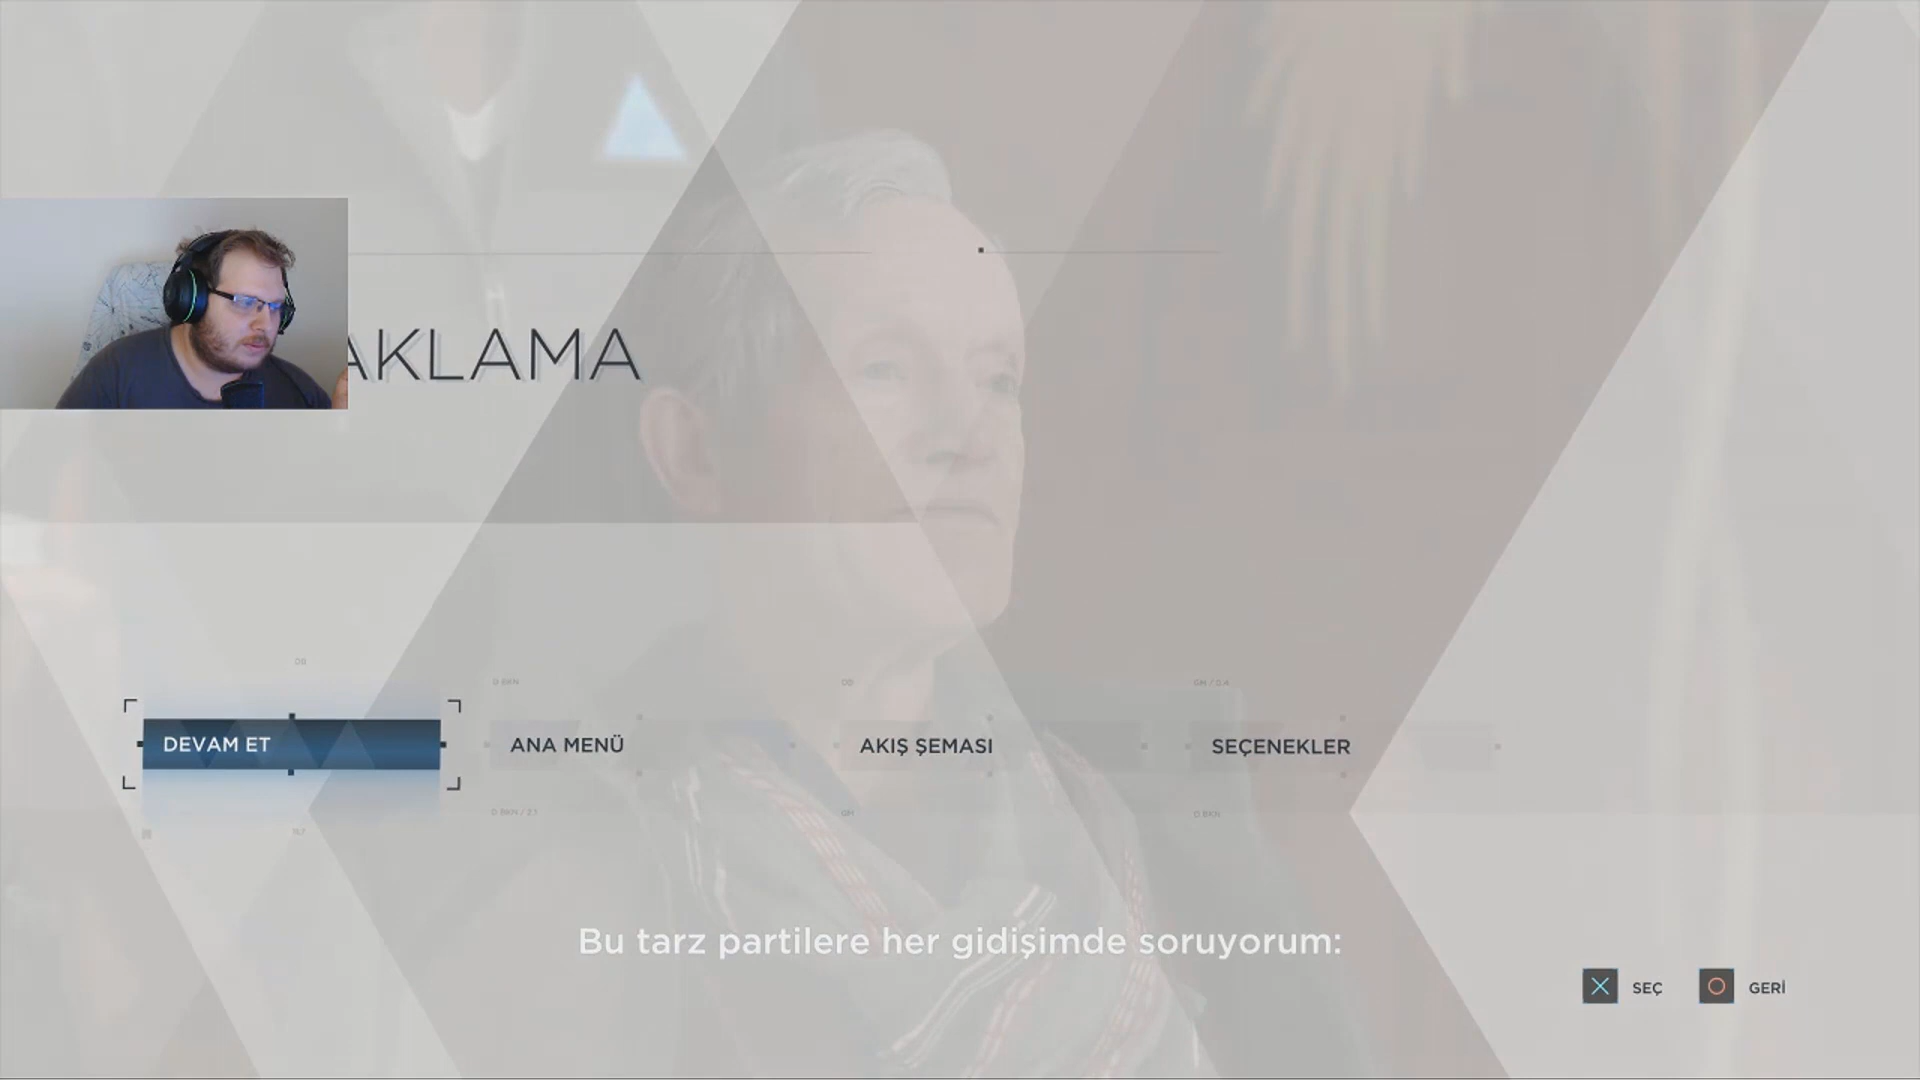 AKLAMA
DEVAM ET
ANA MENÜ
AKIŞ ŞEMASI
SEÇENEKLER
Bu tarz partilere her gidişimde soruyorum:
SEÇ
GERİ